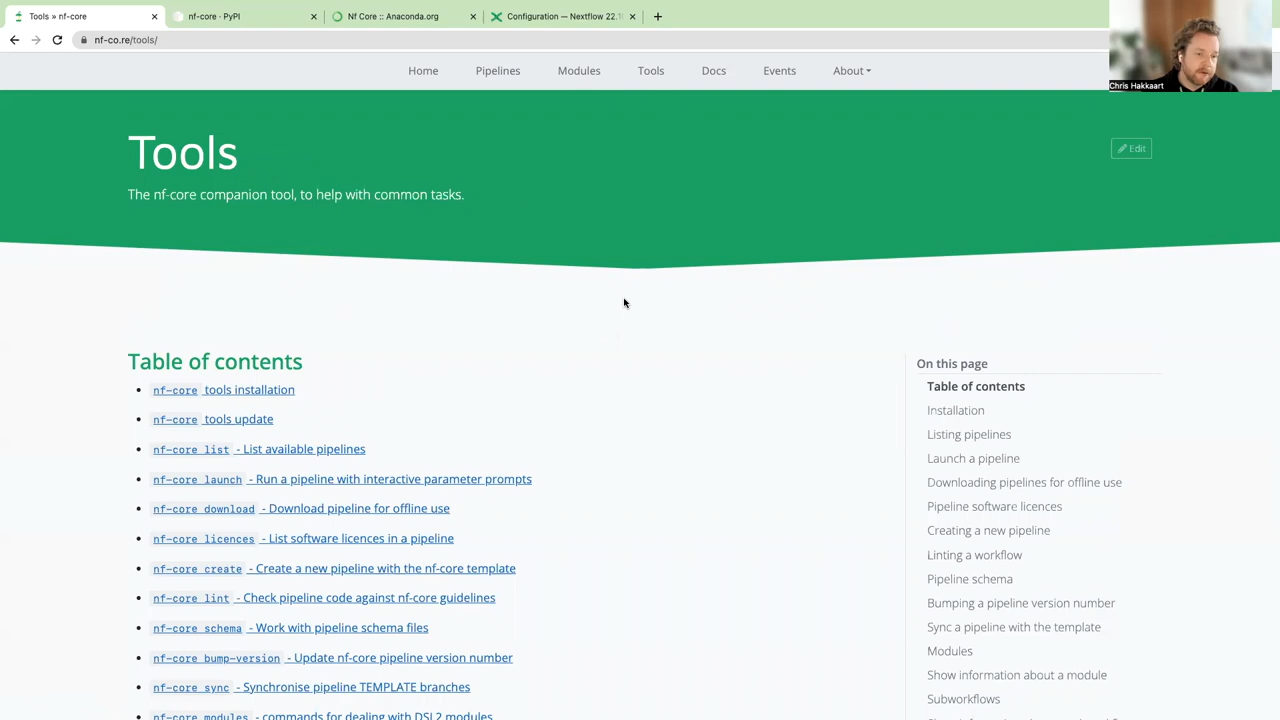 Tools » nf-core
nf-core · PyPI
Nf Core :: Anaconda.org
Configuration — Nextflow 22.1
nf-co.re/tools/
Home
Pipelines
Modules
Tools
Docs
Events
About
Chris Hakkaart
Tools
Edit
The nf-core companion tool, to help with common tasks.
Table of contents
nf-core tools installation
nf-core tools update
nf-core list - List available pipelines
nf-core launch - Run a pipeline with interactive parameter prompts
nf-core download - Download pipeline for offline use
nf-core licences - List software licences in a pipeline
nf-core create - Create a new pipeline with the nf-core template
nf-core lint - Check pipeline code against nf-core guidelines
nf-core schema - Work with pipeline schema files
nf-core bump-version - Update nf-core pipeline version number
nf-core sync - Synchronise pipeline TEMPLATE branches
nf-core modules - commands for dealing with DSL2 modules
On this page
Table of contents
Installation
Listing pipelines
Launch a pipeline
Downloading pipelines for offline use
Pipeline software licences
Creating a new pipeline
Linting a workflow
Pipeline schema
Bumping a pipeline version number
Sync a pipeline with the template
Modules
Show information about a module
Subworkflows